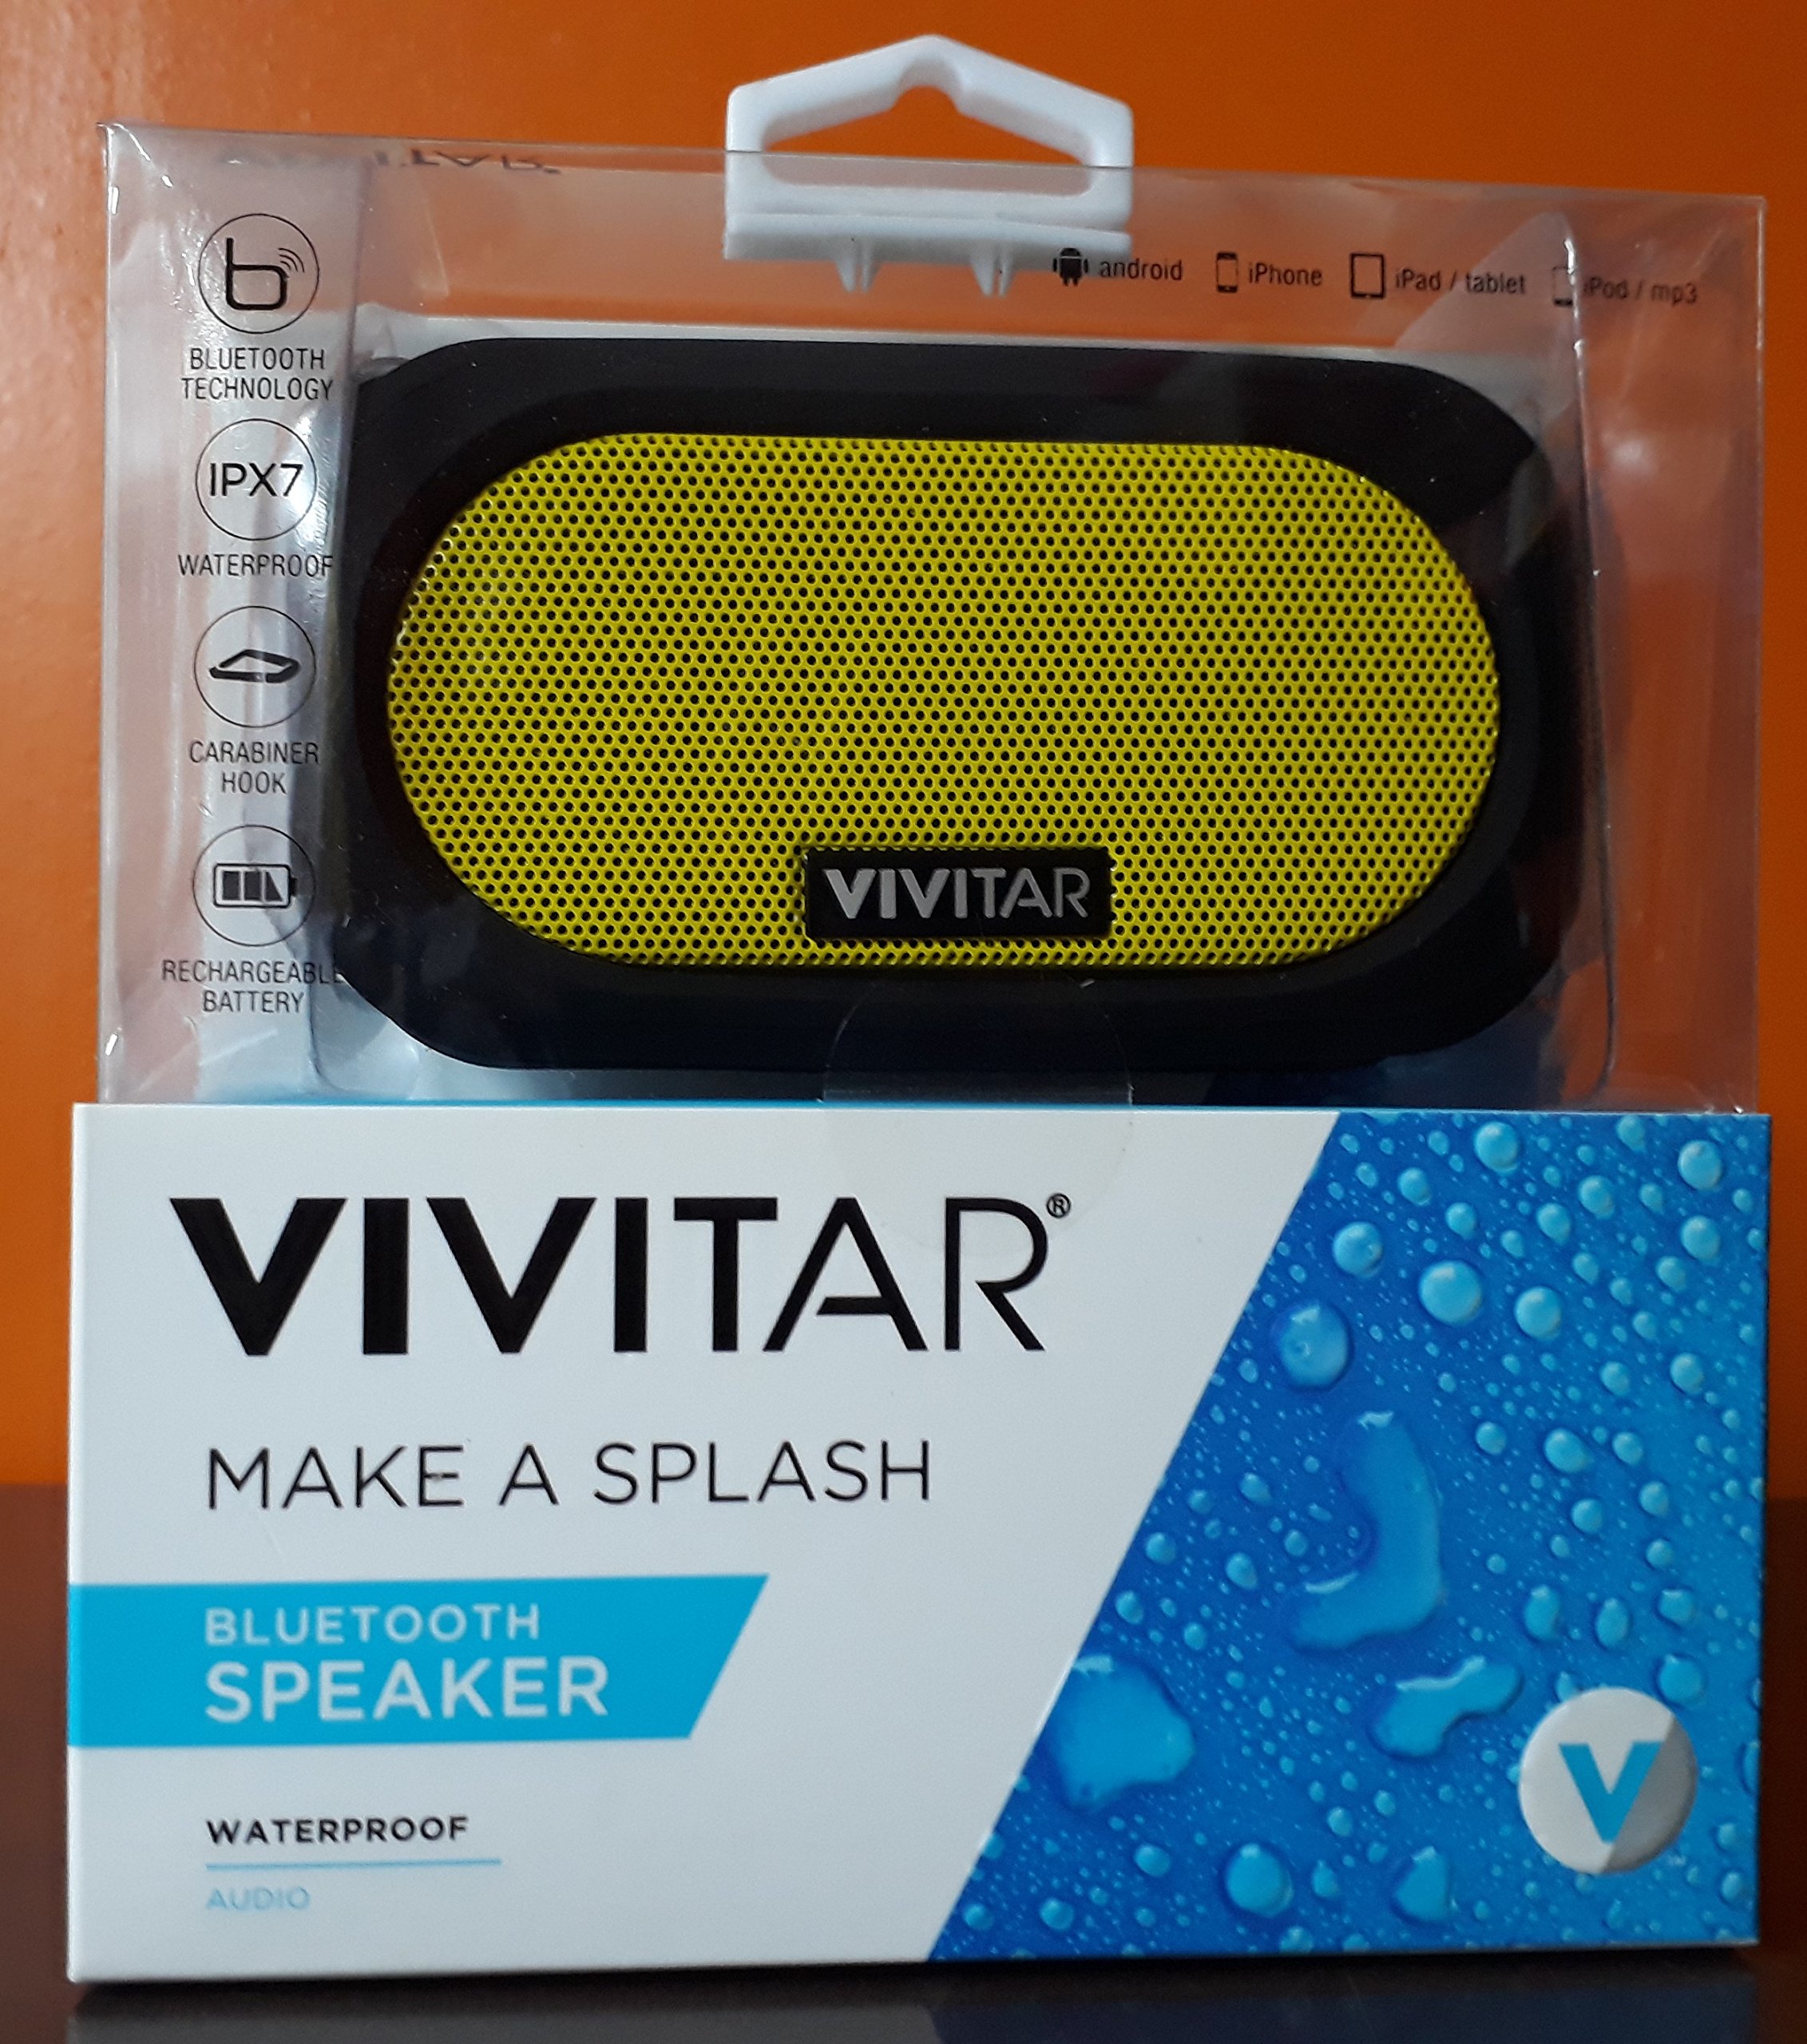 VIVITAR
android iPhone iPad / tablet iPod / mp3
BLUETOOTH
TECHNOLOGY
IPX7
WATERPROOF
CARABINER
HOOK
RECHARGEABLE
BATTERY
VIVITAR
VIVITAR®
MAKE A SPLASH
BLUETOOTH
SPEAKER
WATERPROOF
AUDIO
V